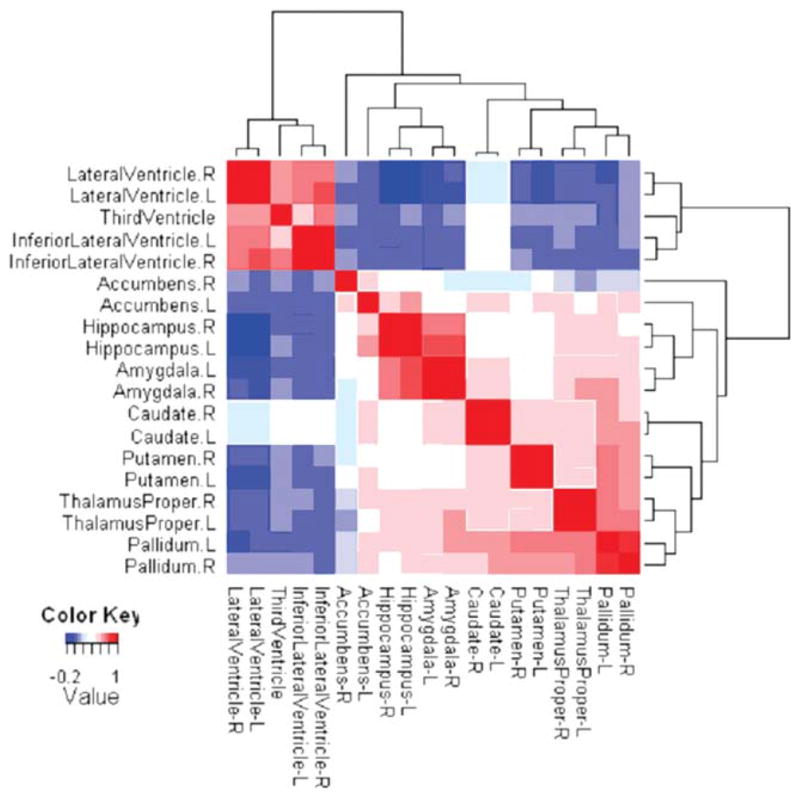 LateralVentricle.R
LateralVentricle.L
ThirdVentricle
InferiorLateralVentricle.L
InferiorLateralVentricle.R
Accumbens.R
Accumbens.L
Hippocampus.R
Hippocampus.L
Amygdala.L
Amygdala.R
Caudate.R
Caudate.L
Putamen.R
Putamen.L
ThalamusProper.R
ThalamusProper.L
Pallidum.L
Pallidum.R
Color Key
-0.2 1
Value
LateralVentricle-R
LateralVentricle-L
ThirdVentricle
InferiorLateralVentricle-L
InferiorLateralVentricle-R
Accumbens-R
Accumbens-L
Hippocampus-R
Hippocampus-L
Amygdala-L
Amygdala-R
Caudate-R
Caudate-L
Putamen-R
Putamen-L
ThalamusProper-R
ThalamusProper-L
Pallidum-L
Pallidum-R